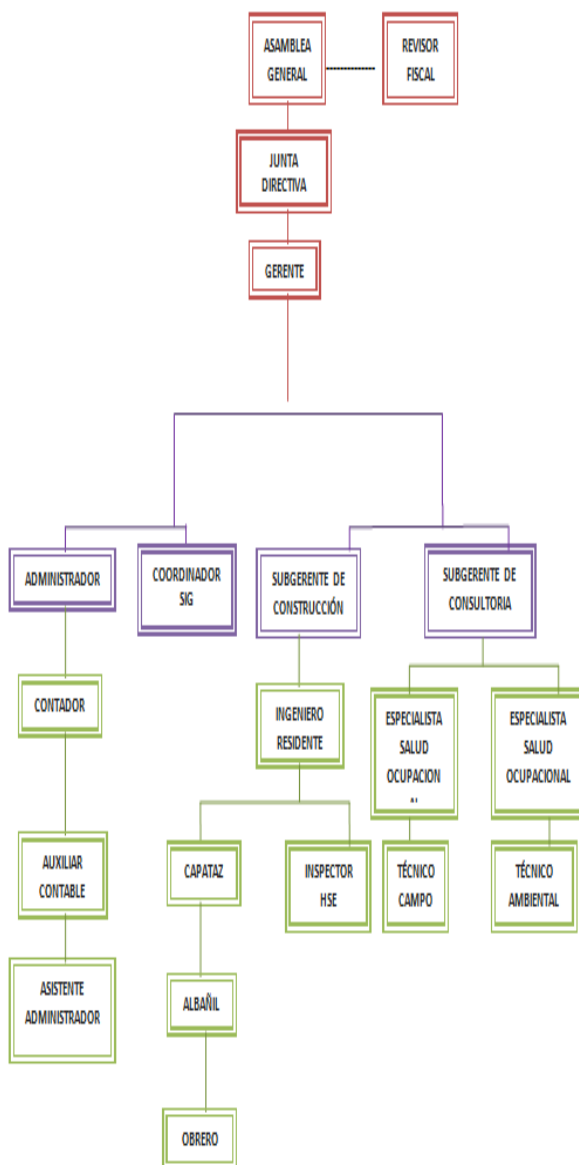 ASAMBLEA
GENERAL
REVISOR
FISCAL
JUNTA
DIRECTIVA
GERENTE
ADMINISTRADOR
COORDINADOR
SIG
SUBGERENTE DE
CONSTRUCCIÓN
SUBGERENTE DE
CONSULTORIA
CONTADOR
INGENIERO
RESIDENTE
ESPECIALISTA
SALUD
OCUPACION
ESPECIALISTA
SALUD
OCUPACIONAL
AUXILIAR
CONTABLE
CAPATAZ
INSPECTOR
HSE
TÉCNICO
CAMPO
TÉCNICO
AMBIENTAL
ASISTENTE
ADMINISTRADOR
ALBAÑIL
OBRERO